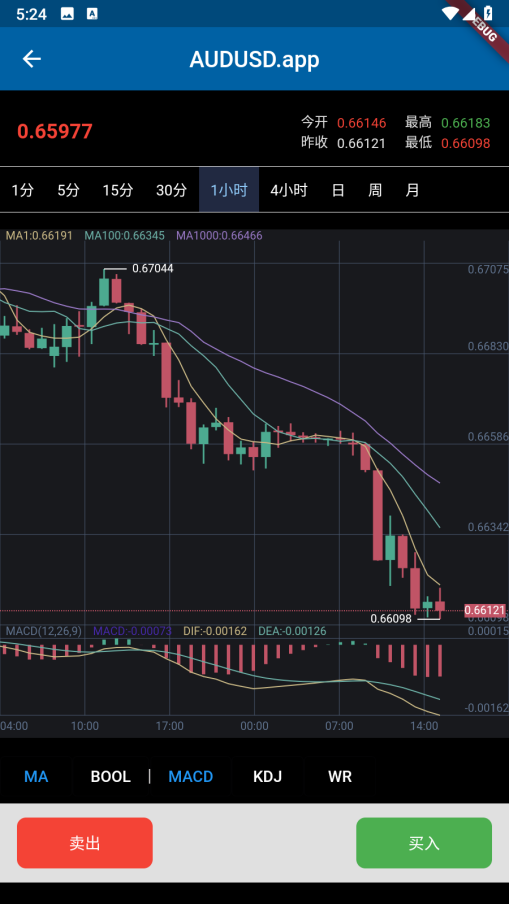 5:24
DEBUG
AUDUSD.app
0.65977
今开 0.66146 最高 0.66183
昨收 0.66121 最低 0.66098
1分 5分 15分 30分 1小时 4小时 日 周 月
MA1:0.66191 MA100:0.66345 MA1000:0.66466
0.67044
0.67075
0.66830
0.66586
0.66342
0.66121
0.66098
0.66098
MACD(12,26,9) MACD:-0.00073 DIF:-0.00162 DEA:-0.00126
0.00015
-0.00162
04:00 10:00 17:00 00:00 07:00 14:00
MA BOOL | MACD KDJ WR
卖出 买入